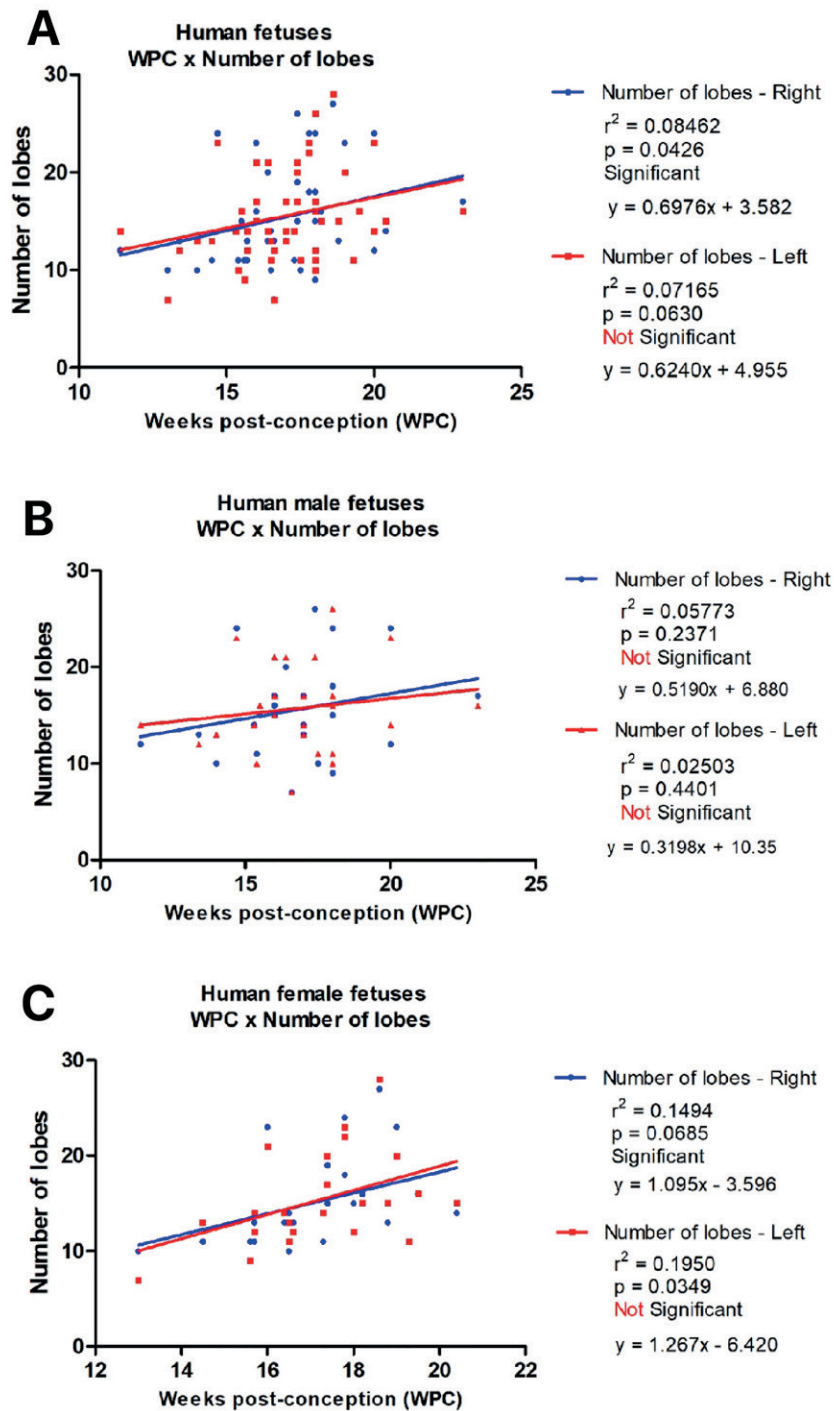 A
Human fetuses
WPC x Number of lobes
30
20
10
0
Number of lobes
10
15
20
25
Weeks post-conception (WPC)
Number of lobes - Right
r² = 0.08462
p = 0.0426
Significant
y = 0.6976x + 3.582
Number of lobes - Left
r² = 0.07165
p = 0.0630
Not Significant
y = 0.6240x + 4.955
B
Human male fetuses
WPC x Number of lobes
30
20
10
0
Number of lobes
10
15
20
25
Weeks post-conception (WPC)
Number of lobes - Right
r² = 0.05773
p = 0.2371
Not Significant
y = 0.5190x + 6.880
Number of lobes - Left
r² = 0.02503
p = 0.4401
Not Significant
y = 0.3198x + 10.35
C
Human female fetuses
WPC x Number of lobes
30
20
10
0
Number of lobes
12
14
16
18
20
22
Weeks post-conception (WPC)
Number of lobes - Right
r² = 0.1494
p = 0.0685
Significant
y = 1.095x - 3.596
Number of lobes - Left
r² = 0.1950
p = 0.0349
Not Significant
y = 1.267x - 6.420